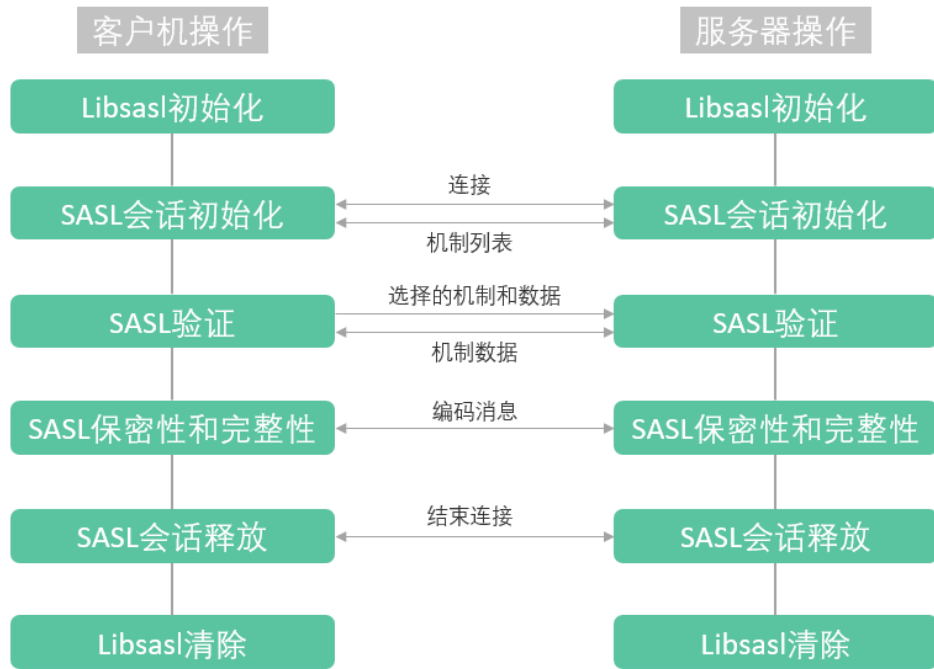 客户机操作
服务器操作
Libsasl初始化
Libsasl初始化
连接
SASL会话初始化
SASL会话初始化
机制列表
选择的机制和数据
SASL验证
SASL验证
机制数据
编码消息
SASL保密性和完整性
SASL保密性和完整性
结束连接
SASL会话释放
SASL会话释放
Libsasl清除
Libsasl清除